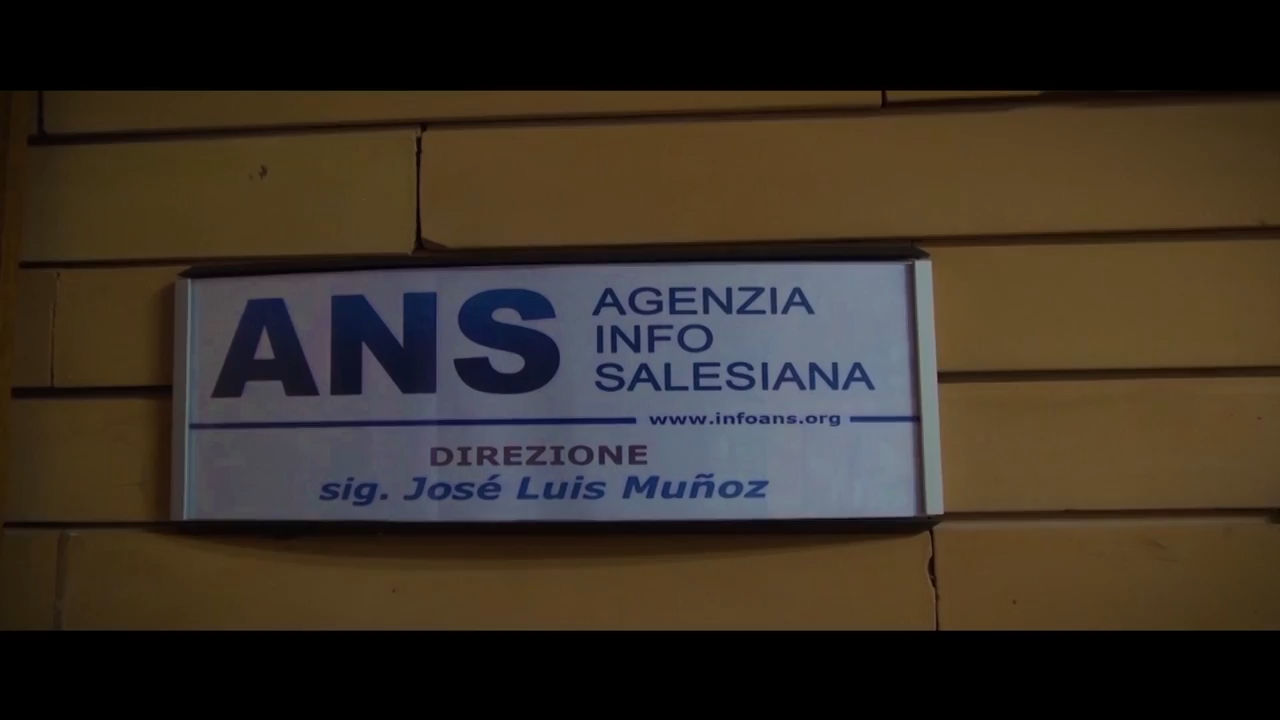 ANS
AGENZIA
INFO
SALESIANA
www.infoans.org
DIREZIONE
sig. José Luis Muñoz